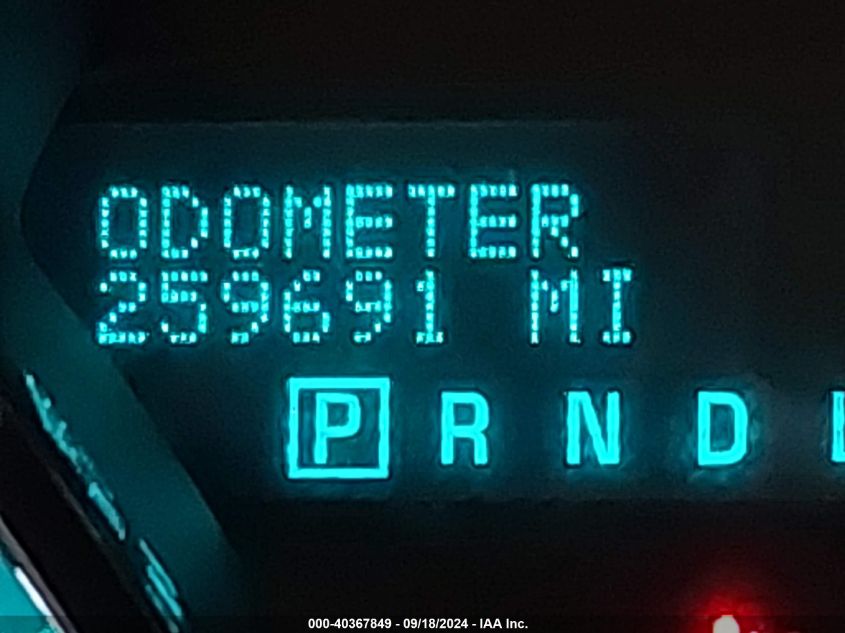 ODOMETER
259691 MI
P R N D
000-40367849 - 09/18/2024 - IAA Inc.